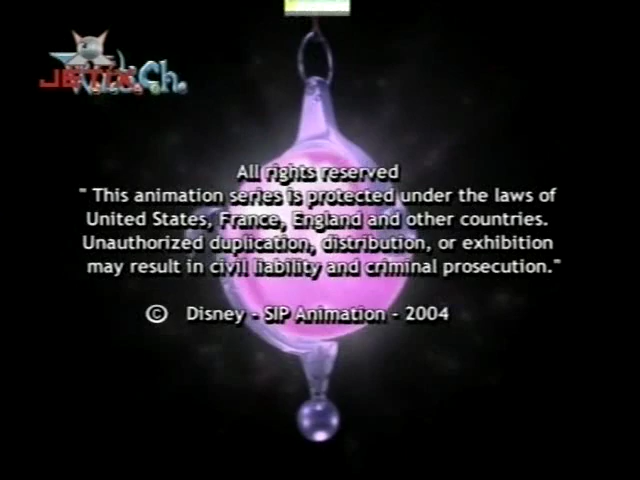 JETIX
All rights reserved
" This animation series is protected under the laws of
United States, France, England and other countries.
Unauthorized duplication, distribution, or exhibition
may result in civil liability and criminal prosecution."
© Disney - SIP Animation - 2004